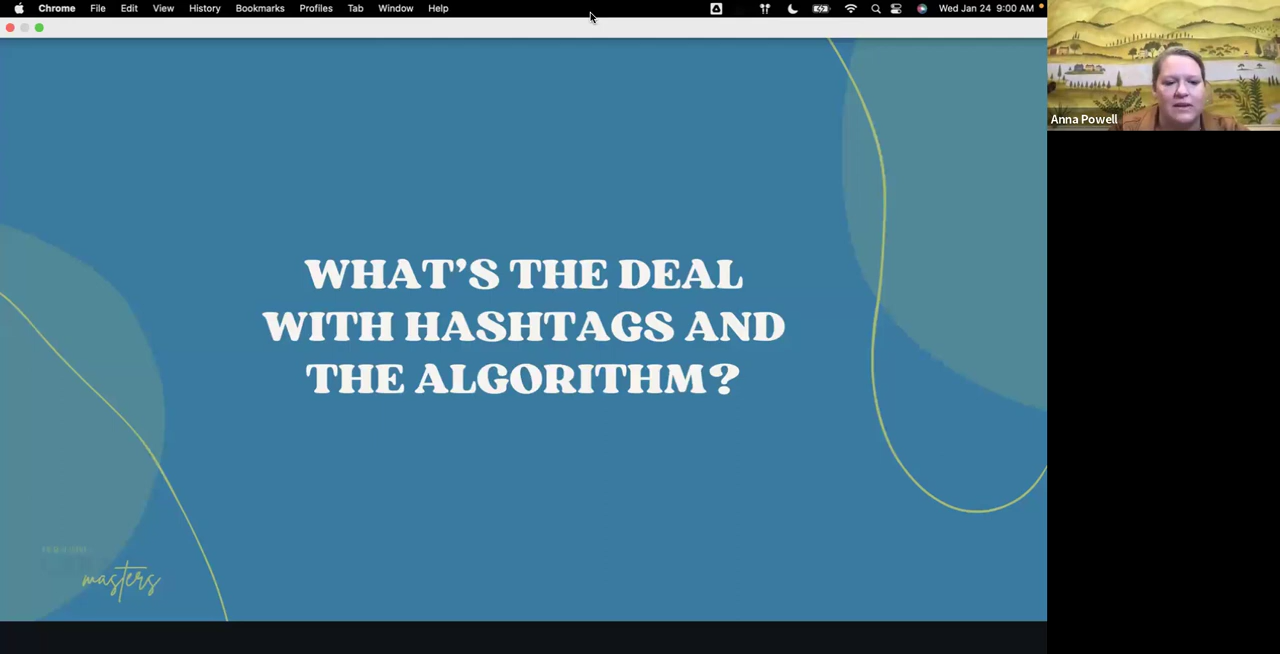 Chrome File Edit View History Bookmarks Profiles Tab Window Help Wed Jan 24 9:00 AM
Anna Powell
WHAT'S THE DEAL
WITH HASHTAGS AND
THE ALGORITHM?
masters